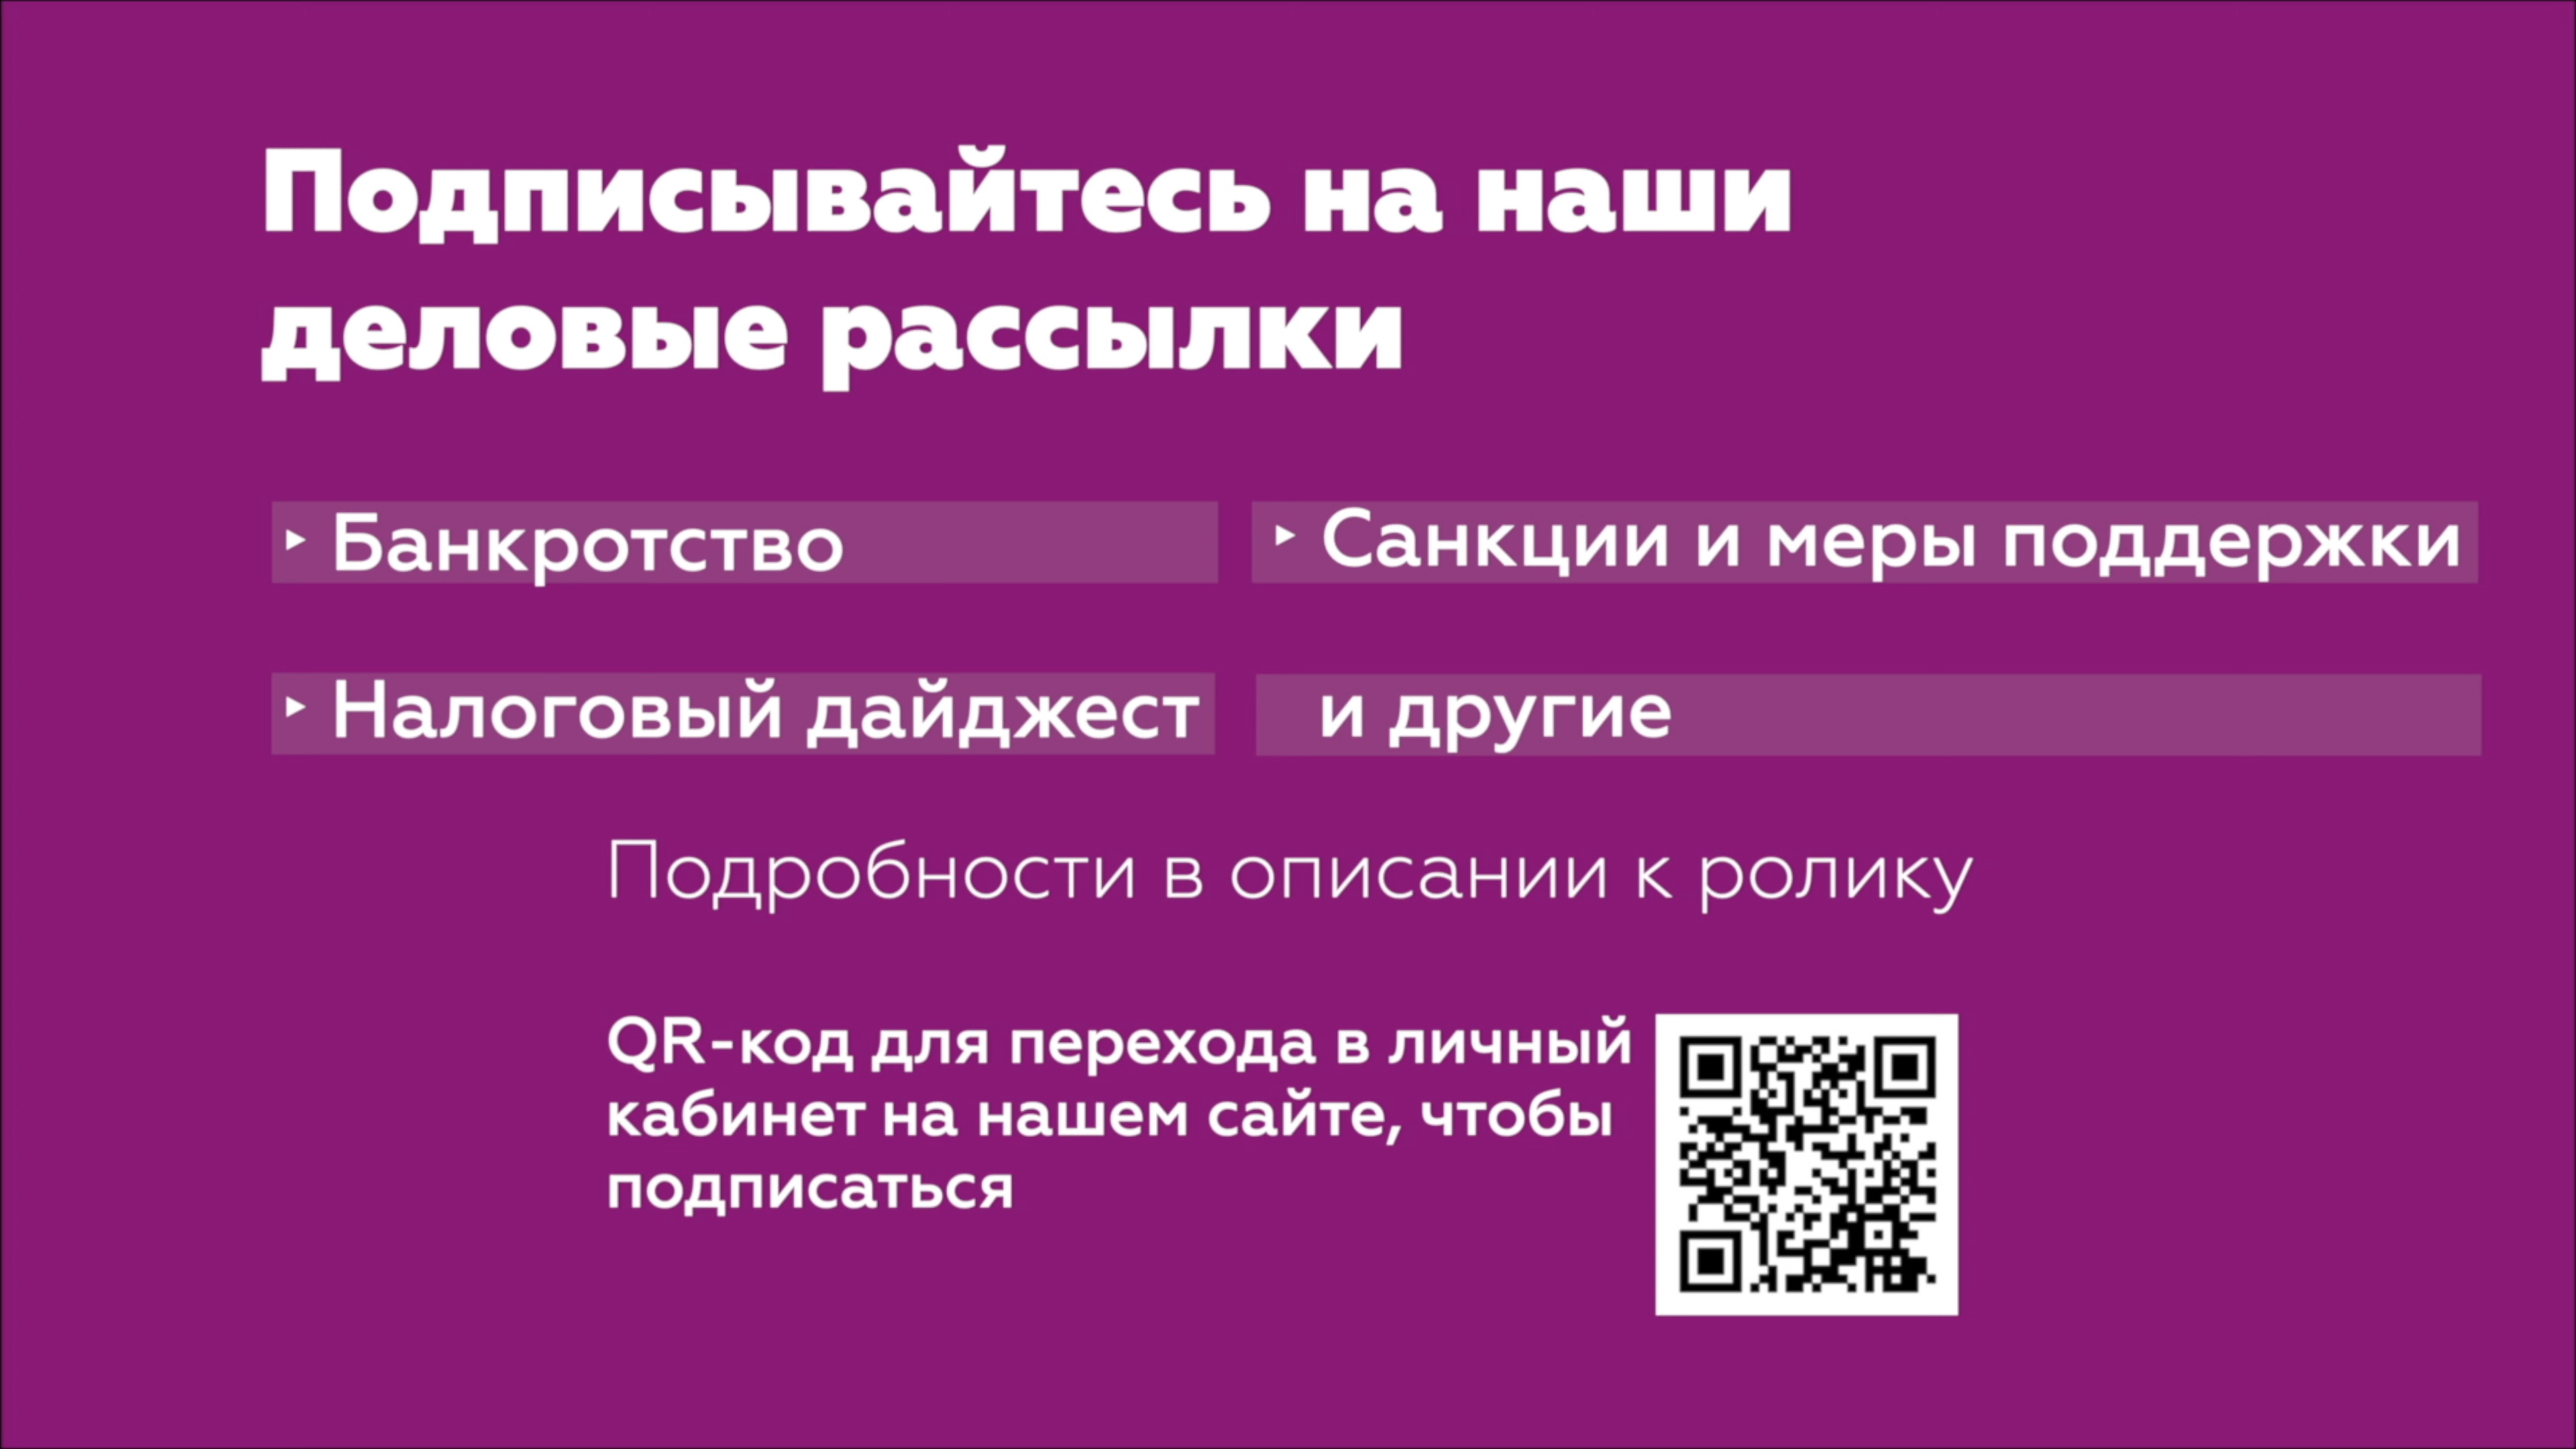 Подписывайтесь на наши
деловые рассылки
‣ Банкротство
‣ Санкции и меры поддержки
‣ Налоговый дайджест
и другие
Подробности в описании к ролику
QR-код для перехода в личный
кабинет на нашем сайте, чтобы
подписаться